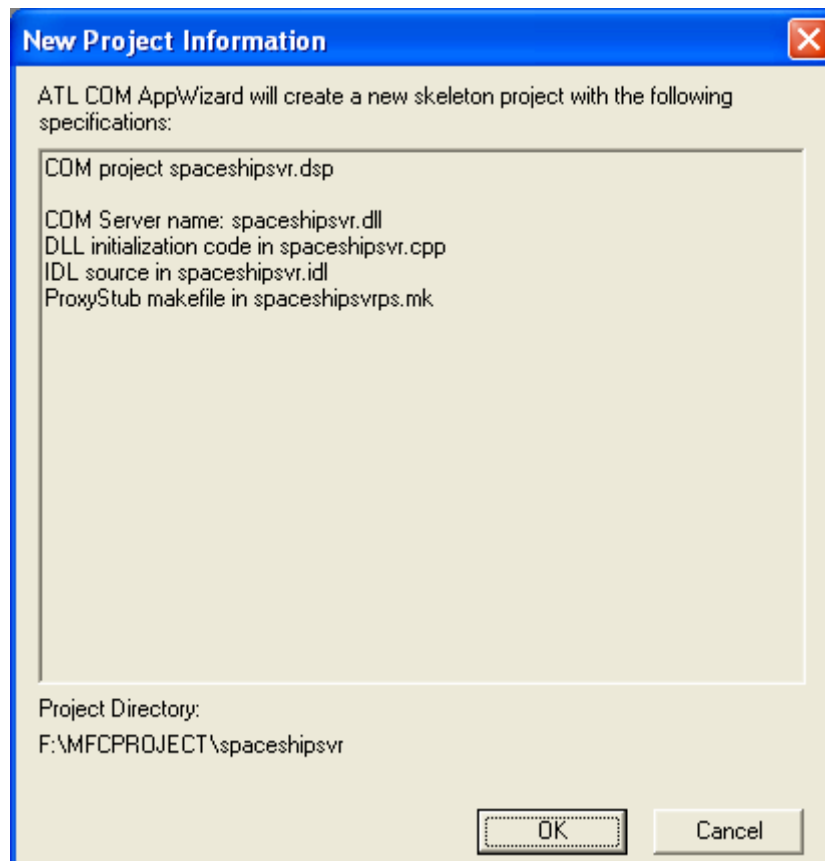 New Project Information
ATL COM AppWizard will create a new skeleton project with the following
specifications:
COM project spaceshipsvr.dsp
COM Server name: spaceshipsvr.dll
DLL initialization code in spaceshipsvr.cpp
IDL source in spaceshipsvr.idl
ProxyStub makefile in spaceshipsvrps.mk
Project Directory:
F:\MFCPROJECT\spaceshipsvr
OK Cancel